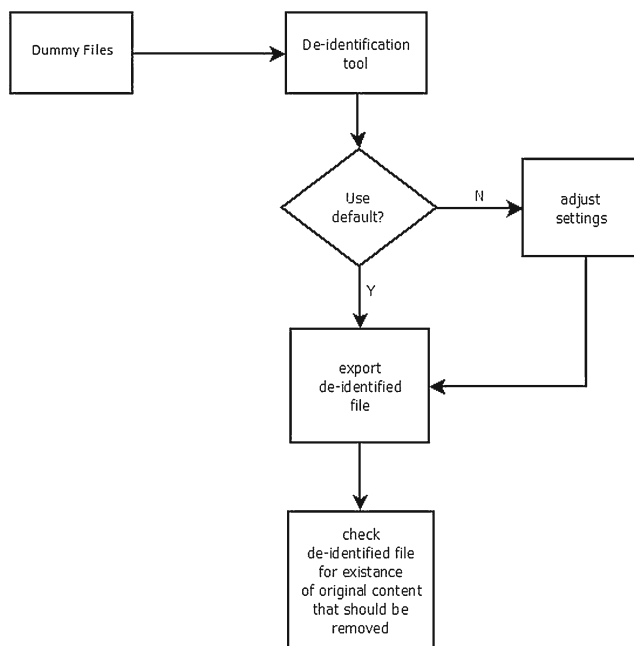 Dummy Files
De-identification
tool
Use
default?
N
adjust
settings
Y
export
de-identified
file
check
de-identified file
for existance
of original content
that should be
removed